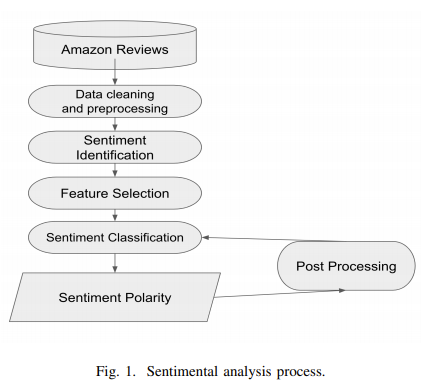 Amazon Reviews
Data cleaning
and preprocessing
Sentiment
Identification
Feature Selection
Sentiment Classification
Post Processing
Sentiment Polarity
Fig. 1. Sentimental analysis process.